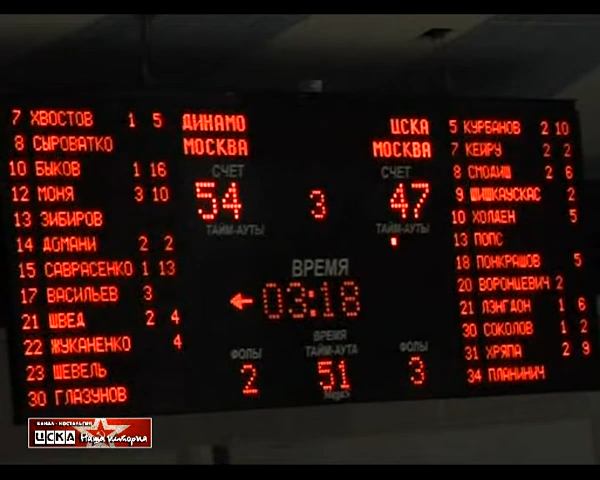 7 ХВОСТОВ 1 5
8 СЫРОВАТКО
10 БЫКОВ 1 16
12 МОНЯ 3 10
13 ЗИБИРОВ
14 ДОМАНИ 2 2
15 САВРАСЕНКО 1 13
17 ВАСИЛЬЕВ 3
21 ШВЕД 2 4
22 ЖУКАНЕНКО 4
23 ШЕВЕЛЬ
30 ГЛАЗУНОВ
ДИНАМО ЦСКА
МОСКВА МОСКВА
СЧЕТ СЧЕТ
54 3 47
ТАЙМ-АУТЫ ТАЙМ-АУТЫ
ВРЕМЯ
03:18
ВРЕМЯ
ФОЛЫ ТАЙМ-АУТА ФОЛЫ
2 51 3
5 КУРБАНОВ 2 10
7 КЕЙРУ 2 2
8 СМОДИШ 2 6
9 ШИШКАУСКАС 2
10 ХОЛДЕН 5
13 ПОПС
18 ПОНКРАШОВ 5
20 ВОРОНЦЕВИЧ 2
21 ЛЭНГДОН 1 6
30 СОКОЛОВ 1 2
31 ХРЯПА 2 9
34 ПЛАНИНИЧ
КАНАЛ - НОСТАЛЬГИЯ
ЦСКА Наша история